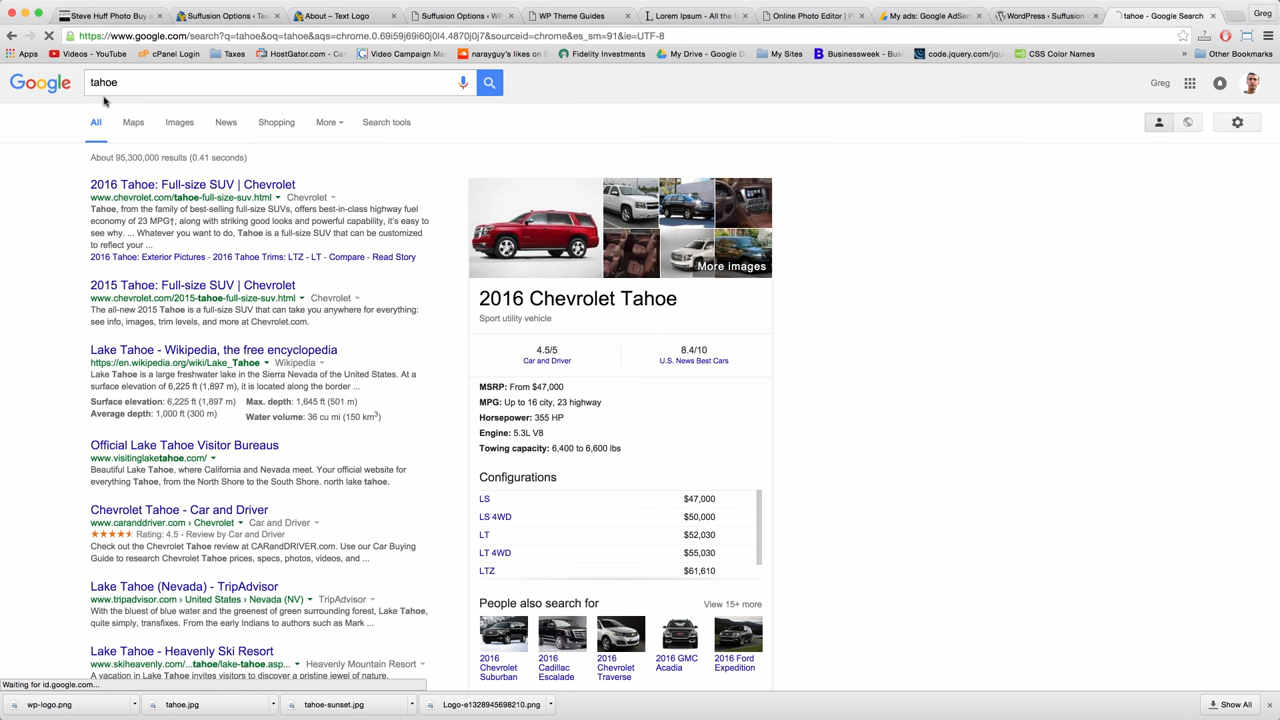 Steve Huff Photo Buy a
Suffusion Options ‹ Tex
About – Text Logo
Suffusion Options ‹ WP
WP Theme Guides
Lorem Ipsum - All the f
Online Photo Editor | P
My ads: Google AdSen
WordPress › Suffusion
tahoe - Google Search
Greg
https://www.google.com/search?q=tahoe&oq=tahoe&aqs=chrome.0.69i59j69i60j0l4.4870j0j7&sourceid=chrome&es_sm=91&ie=UTF-8
Apps
Videos - YouTube
cPanel Login
Taxes
HostGator.com - Ca
Video Campaign Ma
narayguy's likes on S
Fidelity Investments
My Drive - Google D
My Sites
Businessweek - Bu
code.jquery.com/jqu
CSS Color Names
Other Bookmarks
Google
tahoe
Greg
All
Maps
Images
News
Shopping
More
Search tools
About 95,300,000 results (0.41 seconds)
2016 Tahoe: Full-size SUV | Chevrolet
www.chevrolet.com/tahoe-full-size-suv.html Chevrolet
Tahoe, from the family of best-selling full-size SUVs, offers best-in-class highway fuel
economy of 23 MPG†, along with striking good looks and powerful capability, it's easy to
see why. ... Whatever you want to do, Tahoe is a full-size SUV that can be customized
to reflect your ...
2016 Tahoe: Exterior Pictures - 2016 Tahoe Trims: LTZ - LT - Compare - Read Story
2015 Tahoe: Full-size SUV | Chevrolet
www.chevrolet.com/2015-tahoe-full-size-suv.html Chevrolet
The all-new 2015 Tahoe is a full-size SUV that can take you anywhere for everything:
see info, images, trim levels, and more at Chevrolet.com.
Lake Tahoe - Wikipedia, the free encyclopedia
https://en.wikipedia.org/wiki/Lake_Tahoe Wikipedia
Lake Tahoe is a large freshwater lake in the Sierra Nevada of the United States. At a
surface elevation of 6,225 ft (1,897 m), it is located along the border ...
Surface elevation: 6,225 ft (1,897 m) Max. depth: 1,645 ft (501 m)
Average depth: 1,000 ft (300 m) Water volume: 36 cu mi (150 km³)
Official Lake Tahoe Visitor Bureaus
www.visitinglaketahoe.com/
Beautiful Lake Tahoe, where California and Nevada meet. Your official website for
everything Tahoe, from the North Shore to the South Shore. north lake tahoe.
Chevrolet Tahoe - Car and Driver
www.caranddriver.com › Chevrolet Car and Driver
Rating: 4.5 - Review by Car and Driver
Check out the Chevrolet Tahoe review at CARandDRIVER.com. Use our Car Buying
Guide to research Chevrolet Tahoe prices, specs, photos, videos, and ...
Lake Tahoe (Nevada) - TripAdvisor
www.tripadvisor.com › United States › Nevada (NV) TripAdvisor
With the bluest of blue water and the greenest of green surrounding forest, Lake Tahoe,
quite simply, transfixes. From the early Indians to authors such as Mark ...
Lake Tahoe - Heavenly Ski Resort
www.skiheavenly.com/...tahoe/lake-tahoe.asp... Heavenly Mountain Resort
A vacation in Lake Tahoe invites visitors to discover a pristine jewel of nature.
More images
2016 Chevrolet Tahoe
Sport utility vehicle
4.5/5
Car and Driver
8.4/10
U.S. News Best Cars
MSRP: From $47,000
MPG: Up to 16 city, 23 highway
Horsepower: 355 HP
Engine: 5.3L V8
Towing capacity: 6,400 to 6,600 lbs
Configurations
LS $47,000
LS 4WD $50,000
LT $52,030
LT 4WD $55,030
LTZ $61,610
People also search for
View 15+ more
2016 Chevrolet Suburban
2016 Cadillac Escalade
2016 Chevrolet Traverse
2016 GMC Acadia
2016 Ford Expedition
Waiting for id.google.com...
wp-logo.png
tahoe.jpg
tahoe-sunset.jpg
Logo-e1328945698210.png
Show All